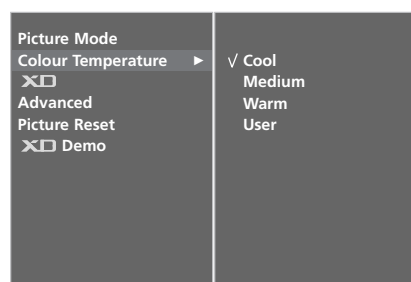 Picture Mode
Colour Temperature ►
XD
Advanced
Picture Reset
XD Demo
√ Cool
Medium
Warm
User